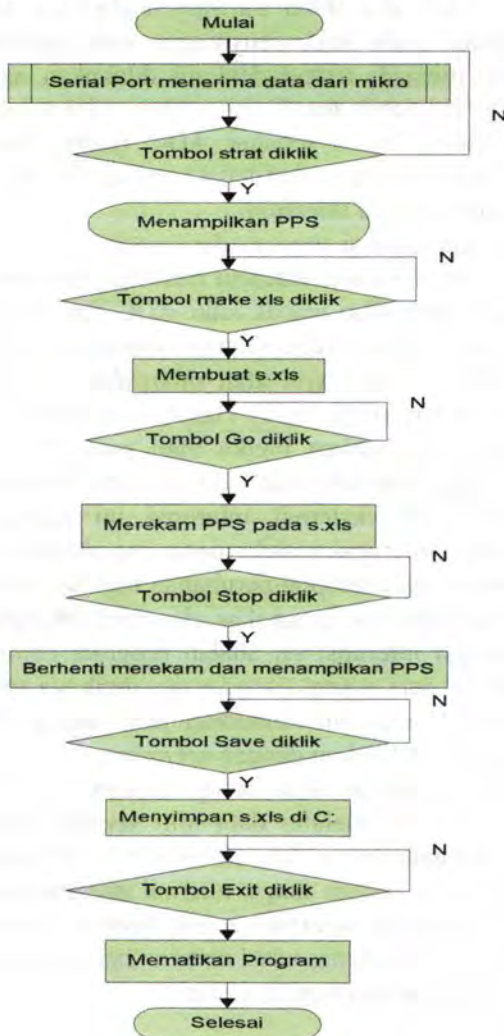 Mulai
Serial Port menerima data dari mikro
N
Tombol strat diklik
Y
Menampilkan PPS
N
Tombol make xls diklik
Y
Membuat s.xls
N
Tombol Go diklik
Y
Merekam PPS pada s.xls
N
Tombol Stop diklik
Y
Berhenti merekam dan menampilkan PPS
N
Tombol Save diklik
Y
Menyimpan s.xls di C:
N
Tombol Exit diklik
Mematikan Program
Selesai